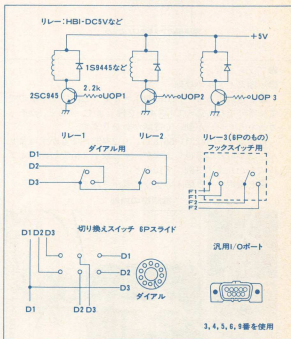 リレー:HBI-DC5Vなど
+5V
1S9445など
2.2k
2SC945
UOP1
UOP2
UOP3
リレー1
リレー2
リレー3(6Pのもの)
ダイアル用
フックスイッチ用
D1
D2
D3
F1
F1
F2
F2
切り換えスイッチ 6Pスライド
D1 D2 D3
D1
D2
D3
ダイアル
D1
D2 D3
汎用I/Oポート
3,4,5,6,9番を使用